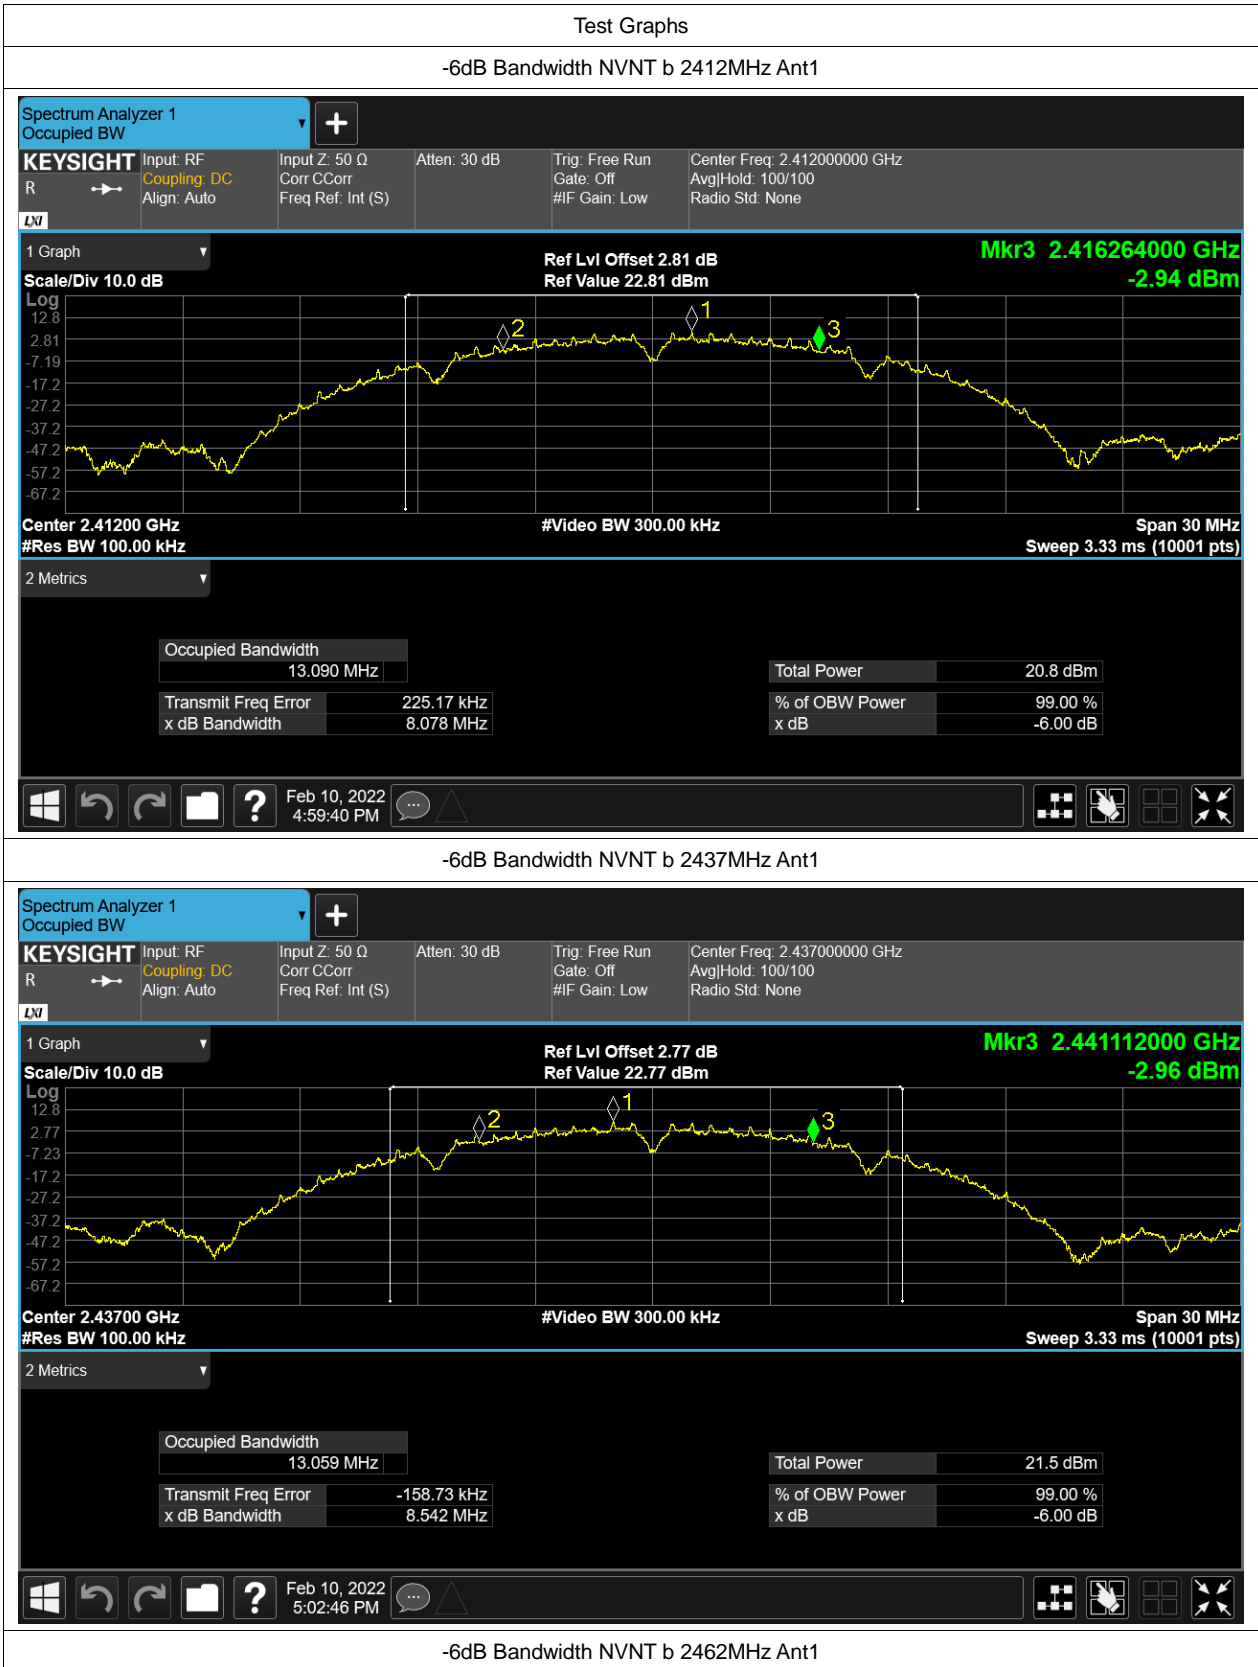 Test Graphs
-6dB Bandwidth NVNT b 2412MHz Ant1
Spectrum Analyzer 1
Occupied BW
KEYSIGHT Input: RF Input Z: 50 Ω Atten: 30 dB Trig: Free Run Center Freq: 2.412000000 GHz
R Coupling: DC Corr CCorr Gate: Off Avg|Hold: 100/100
Align: Auto Freq Ref: Int (S) #IF Gain: Low Radio Std: None
LXI
1 Graph Ref Lvl Offset 2.81 dB Mkr3 2.416264000 GHz
Scale/Div 10.0 dB Ref Value 22.81 dBm -2.94 dBm
Log
12.8
2.81
-7.19
-17.2
-27.2
-37.2
-47.2
-57.2
-67.2
2 1 3
Center 2.41200 GHz #Video BW 300.00 kHz Span 30 MHz
#Res BW 100.00 kHz Sweep 3.33 ms (10001 pts)
2 Metrics
Occupied Bandwidth
13.090 MHz Total Power 20.8 dBm
Transmit Freq Error 225.17 kHz % of OBW Power 99.00 %
x dB Bandwidth 8.078 MHz x dB -6.00 dB
Feb 10, 2022
4:59:40 PM
-6dB Bandwidth NVNT b 2437MHz Ant1
Spectrum Analyzer 1
Occupied BW
KEYSIGHT Input: RF Input Z: 50 Ω Atten: 30 dB Trig: Free Run Center Freq: 2.437000000 GHz
R Coupling: DC Corr CCorr Gate: Off Avg|Hold: 100/100
Align: Auto Freq Ref: Int (S) #IF Gain: Low Radio Std: None
LXI
1 Graph Ref Lvl Offset 2.77 dB Mkr3 2.441112000 GHz
Scale/Div 10.0 dB Ref Value 22.77 dBm -2.96 dBm
Log
12.8
2.77
-7.23
-17.2
-27.2
-37.2
-47.2
-57.2
-67.2
2 1 3
Center 2.43700 GHz #Video BW 300.00 kHz Span 30 MHz
#Res BW 100.00 kHz Sweep 3.33 ms (10001 pts)
2 Metrics
Occupied Bandwidth
13.059 MHz Total Power 21.5 dBm
Transmit Freq Error -158.73 kHz % of OBW Power 99.00 %
x dB Bandwidth 8.542 MHz x dB -6.00 dB
Feb 10, 2022
5:02:46 PM
-6dB Bandwidth NVNT b 2462MHz Ant1